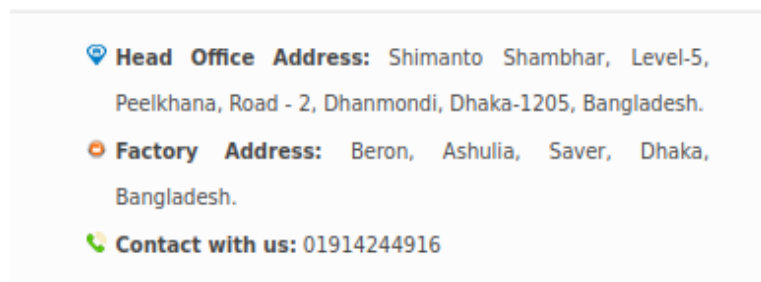 Head Office Address: Shimanto Shambhar, Level-5,
Peelkhana, Road - 2, Dhanmondi, Dhaka-1205, Bangladesh.
Factory Address: Beron, Ashulia, Saver, Dhaka,
Bangladesh.
Contact with us: 01914244916